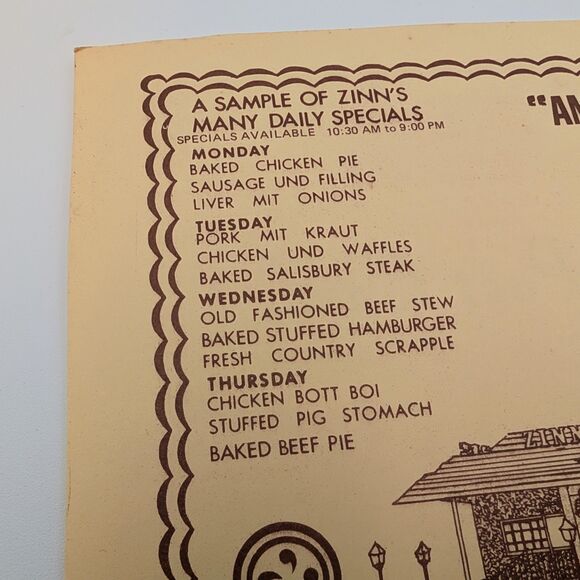 A SAMPLE OF ZINN'S
MANY DAILY SPECIALS
SPECIALS AVAILABLE 10:30 AM to 9:00 PM
"AM
MONDAY
BAKED CHICKEN PIE
SAUSAGE UND FILLING
LIVER MIT ONIONS
TUESDAY
PORK MIT KRAUT
CHICKEN UND WAFFLES
BAKED SALISBURY STEAK
WEDNESDAY
OLD FASHIONED BEEF STEW
BAKED STUFFED HAMBURGER
FRESH COUNTRY SCRAPPLE
THURSDAY
CHICKEN BOTT BOI
STUFFED PIG STOMACH
BAKED BEEF PIE
ZINN